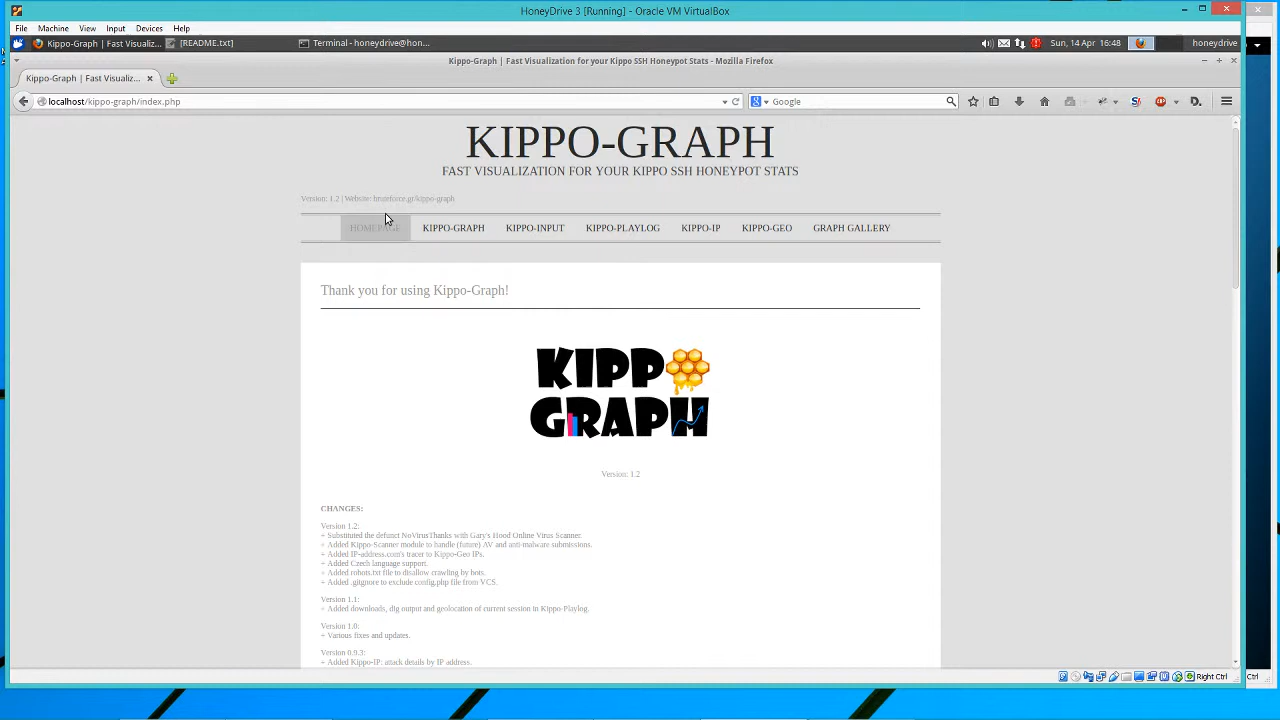 HoneyDrive 3 [Running] - Oracle VM VirtualBox
File Machine View Input Devices Help
Kippo-Graph | Fast Visualiz... [README.txt] Terminal - honeydrive@hon... Sun, 14 Apr 16:48 honeydrive
Kippo-Graph | Fast Visualization for your Kippo SSH Honeypot Stats - Mozilla Firefox
Kippo-Graph | Fast Visualiz...
localhost/kippo-graph/index.php Google
KIPPO-GRAPH
FAST VISUALIZATION FOR YOUR KIPPO SSH HONEYPOT STATS
Version: 1.2 | Website: bruteforce.gr/kippo-graph
HOMEPAGE KIPPO-GRAPH KIPPO-INPUT KIPPO-PLAYLOG KIPPO-IP KIPPO-GEO GRAPH GALLERY
Thank you for using Kippo-Graph!
KIPP
GRAPH
Version: 1.2
CHANGES:
Version 1.2:
+ Substituted the defunct NoVirusThanks with Gary's Hood Online Virus Scanner.
+ Added Kippo-Scanner module to handle (future) AV and anti-malware submissions.
+ Added IP-address.com's tracer to Kippo-Geo IPs.
+ Added Czech language support.
+ Added robots.txt file to disallow crawling by bots.
+ Added .gitgnore to exclude config.php file from VCS.
Version 1.1:
+ Added downloads, dig output and geolocation of current session in Kippo-Playlog.
Version 1.0:
+ Various fixes and updates.
Version 0.9.3:
+ Added Kippo-IP: attack details by IP address.
Right Ctrl
Ctrl